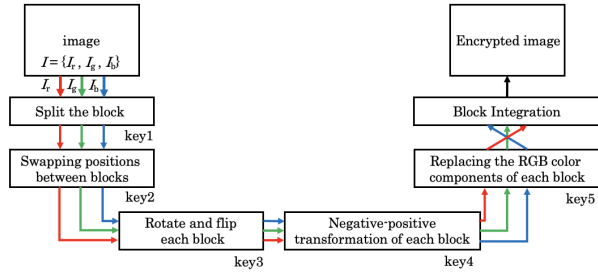 image
I = {Ir , Ig , Ib}
Ir Ig Ib
Split the block
key1
Swapping positions
between blocks
key2
Rotate and flip
each block
key3
Negative-positive
transformation of each block
key4
Replacing the RGB color
components of each block
key5
Block Integration
Encrypted image